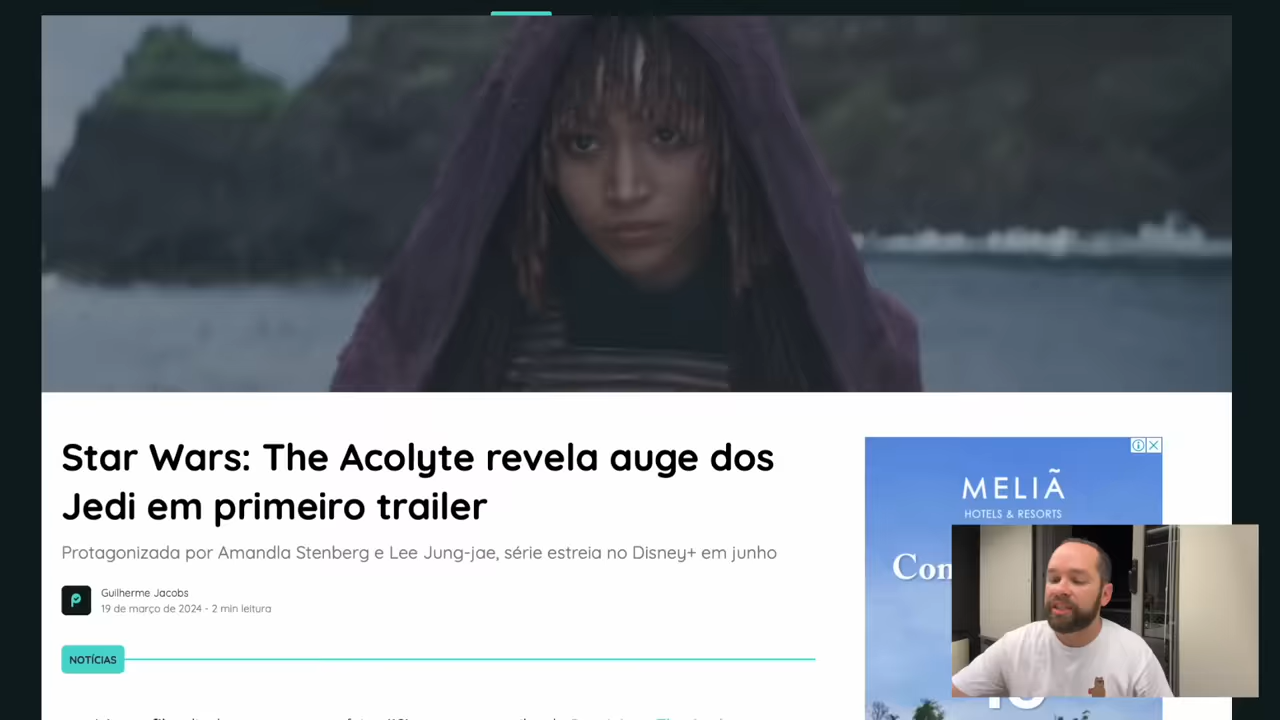 Star Wars: The Acolyte revela auge dos
Jedi em primeiro trailer
Protagonizada por Amandla Stenberg e Lee Jung-jae, série estreia no Disney+ em junho
Guilherme Jacobs
19 de março de 2024 - 2 min leitura
NOTÍCIAS
MELIÃ
HOTELS & RESORTS